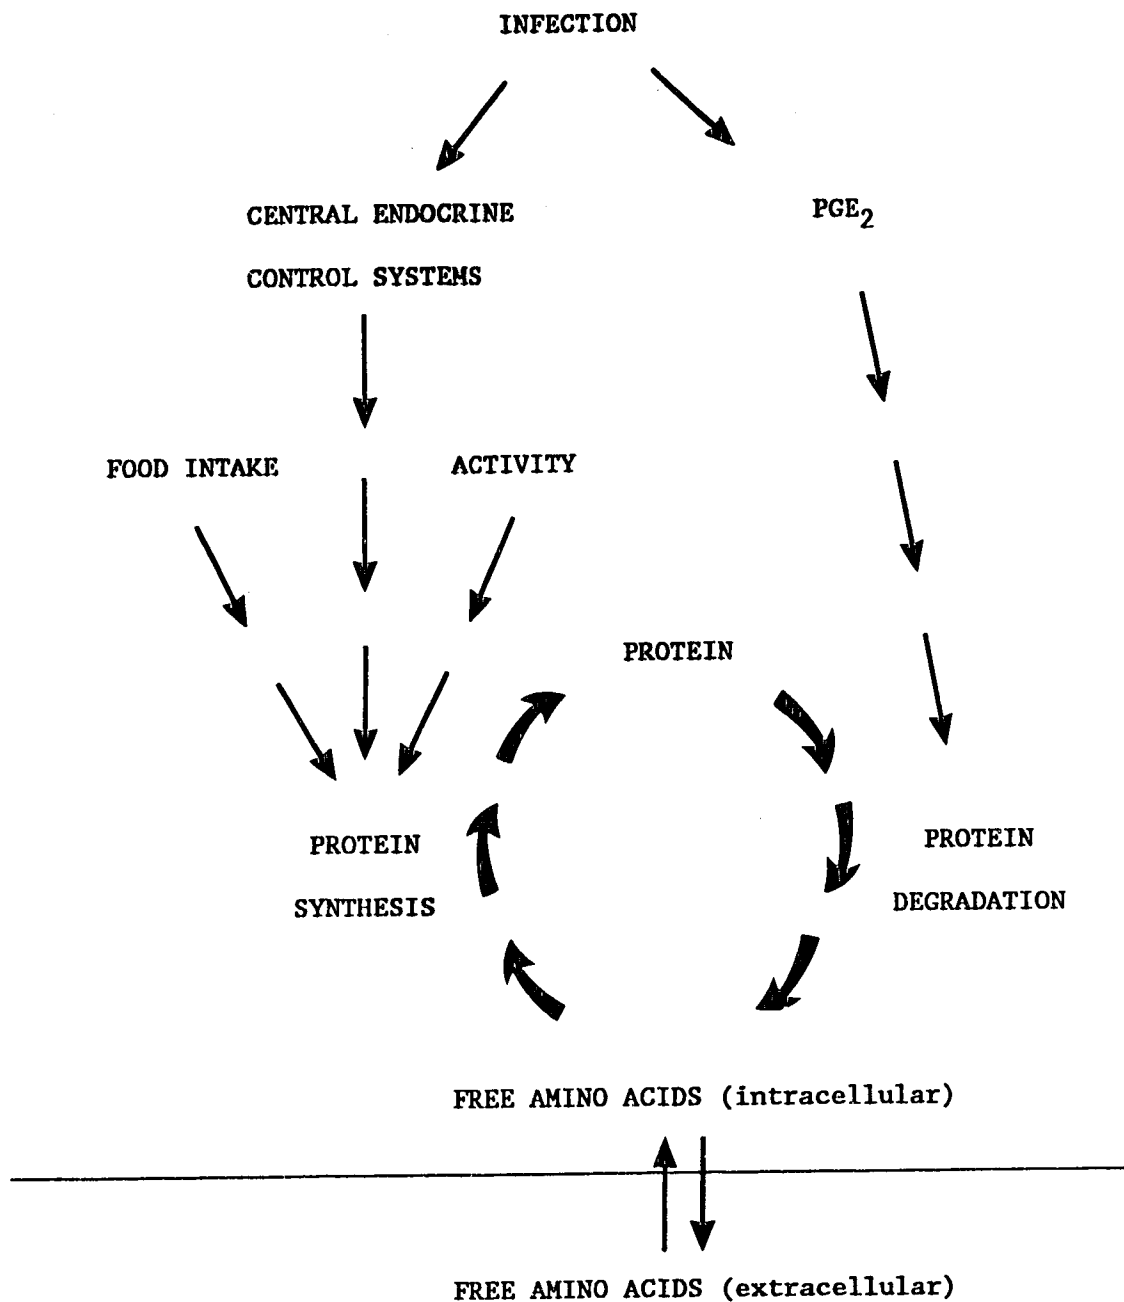 INFECTION
CENTRAL ENDOCRINE
CONTROL SYSTEMS
PGE2
FOOD INTAKE
ACTIVITY
PROTEIN
PROTEIN
SYNTHESIS
PROTEIN
DEGRADATION
FREE AMINO ACIDS (intracellular)
FREE AMINO ACIDS (extracellular)